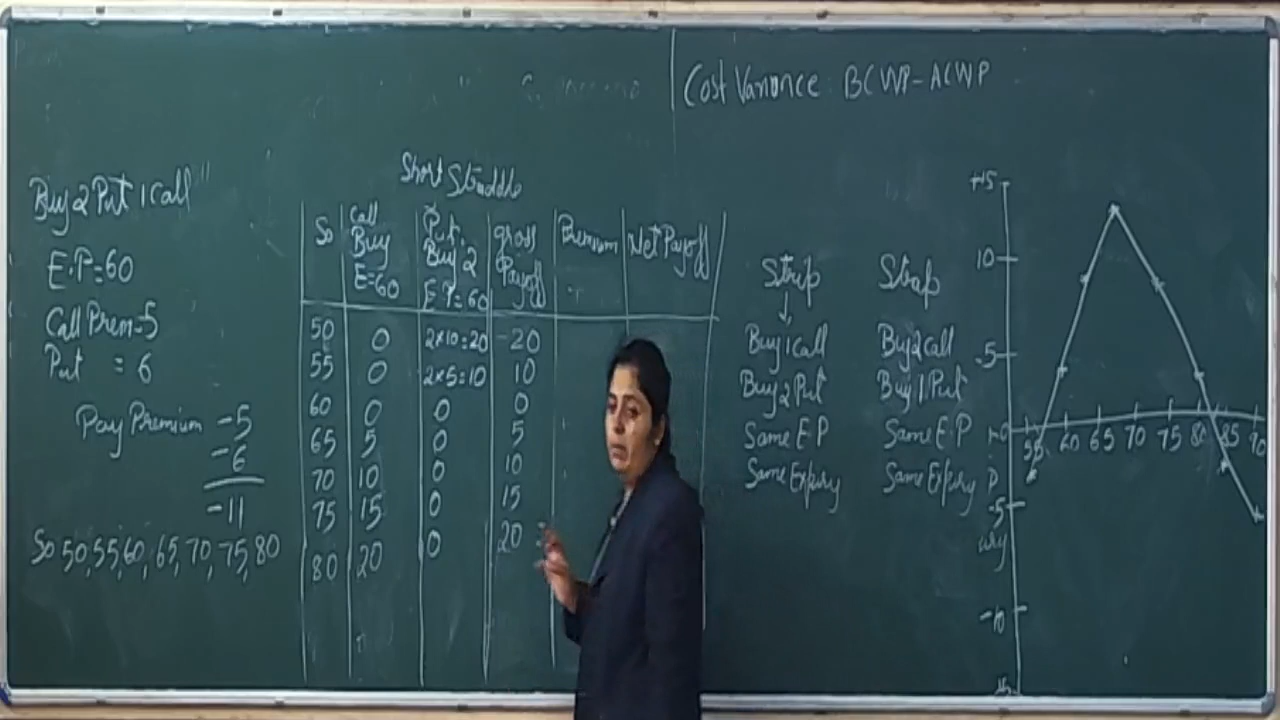 Cost Variance BCWP-ACWP
Buy 2 Put 1 Call"
E.P=60
Call Prem-5
Put = 6
Pay Premium -5
-6
-11
So 50,55,60,65,70,75,80
Short Straddle
So Call Buy E=60 Put Buy 2 E.P=60 gross Payoff Premium Net Payoff
50 0 2×10=20 -20
55 0 2×5=10 10
60 0 0 0
65 5 0 5
70 10 0 10
75 15 0 15
80 20 0 20
Strip Strap
↓
Buy 1 Call Buy 2 call
Buy 2 Put Buy 1 Put
Same E.P Same E.P
Same Expiry Same Expiry
+15
10
5
55 60 65 70 75 80 85 90
-5
-10